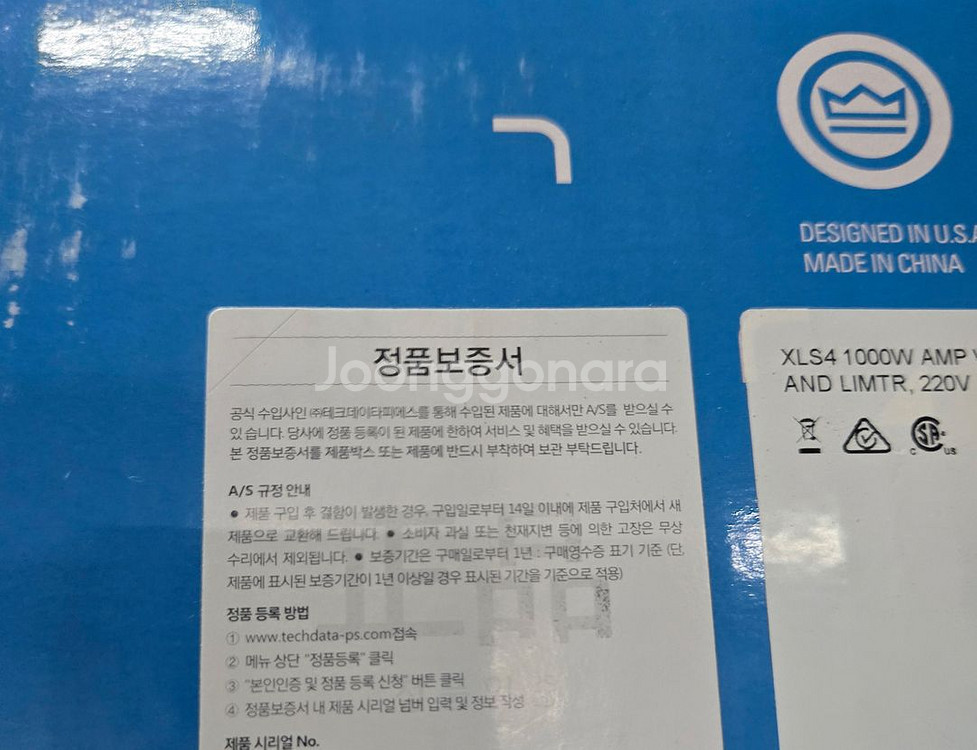 DESIGNED IN U.S.A
MADE IN CHINA
정품보증서
Joonggonara
공식 수입사인 ㈜테크데이타피에스를 통해 수입된 제품에 대해서만 A/S를 받으실 수
있습니다. 당사에 정품 등록이 된 제품에 한하여 서비스 및 혜택을 받으실 수 있습니다.
본 정품보증서를 제품박스 또는 제품에 반드시 부착하여 보관 부탁드립니다.
A/S 규정 안내
● 제품 구입 후 결함이 발생한 경우, 구입일로부터 14일 이내에 제품 구입처에서 새
제품으로 교환해 드립니다. ● 소비자 과실 또는 천재지변 등에 의한 고장은 무상
수리에서 제외됩니다. ● 보증기간은 구매일로부터 1년 : 구매영수증 표기 기준 (단,
제품에 표시된 보증기간이 1년 이상일 경우 표시된 기간을 기준으로 적용)
정품 등록 방법
① www.techdata-ps.com접속
② 메뉴 상단 "정품등록" 클릭
③ "본인인증 및 정품 등록 신청" 버튼 클릭
④ 정품보증서 내 제품 시리얼 넘버 입력 및 정보 작성
제품 시리얼 No.
XLS4 1000W AMP
AND LIMTR, 220V
C US